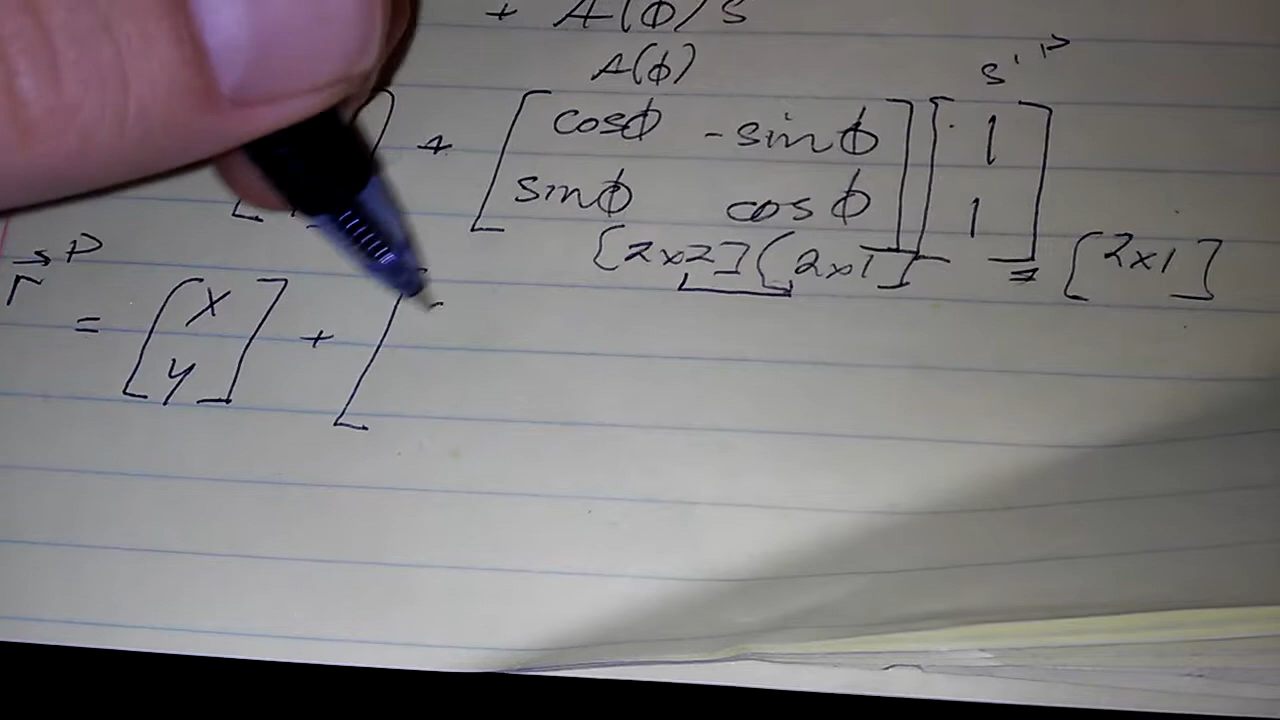 + A(ϕ) s
A(ϕ) s' P
+ [cosϕ -sinϕ] [1]
[sinϕ cosϕ] [1]
[2x2] [2x1] = [2x1]
r P = [x] + [
[y]